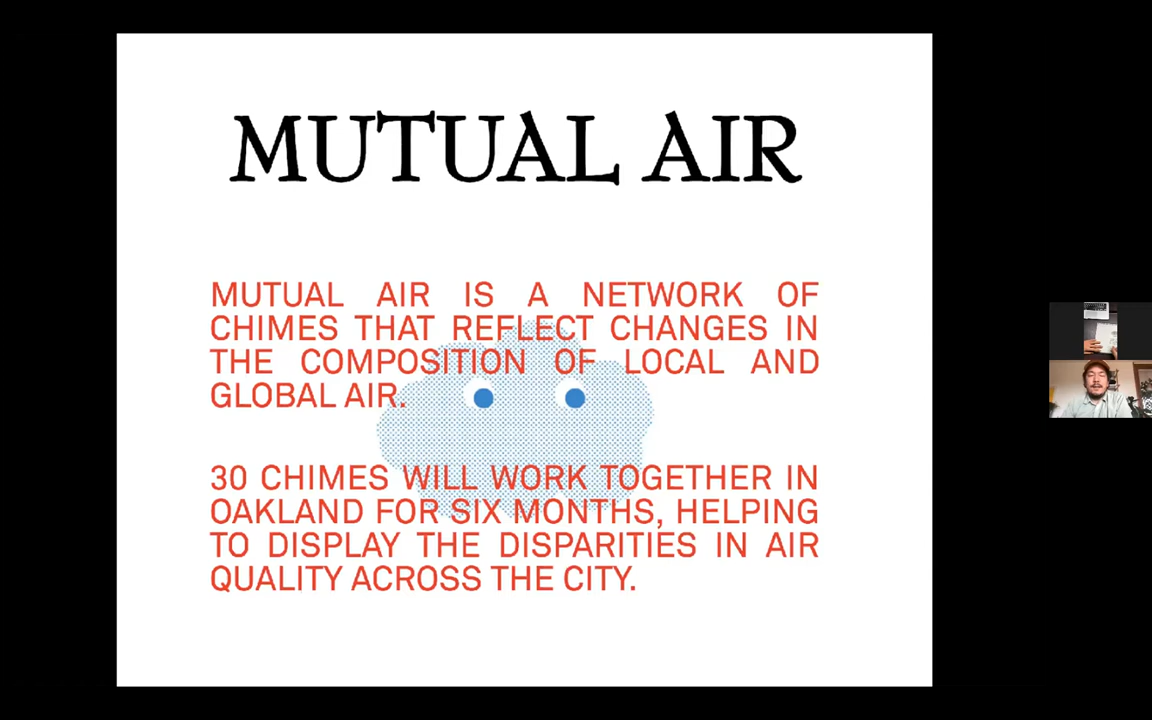 MUTUAL AIR
MUTUAL AIR IS A NETWORK OF
CHIMES THAT REFLECT CHANGES IN
THE COMPOSITION OF LOCAL AND
GLOBAL AIR.
30 CHIMES WILL WORK TOGETHER IN
OAKLAND FOR SIX MONTHS, HELPING
TO DISPLAY THE DISPARITIES IN AIR
QUALITY ACROSS THE CITY.